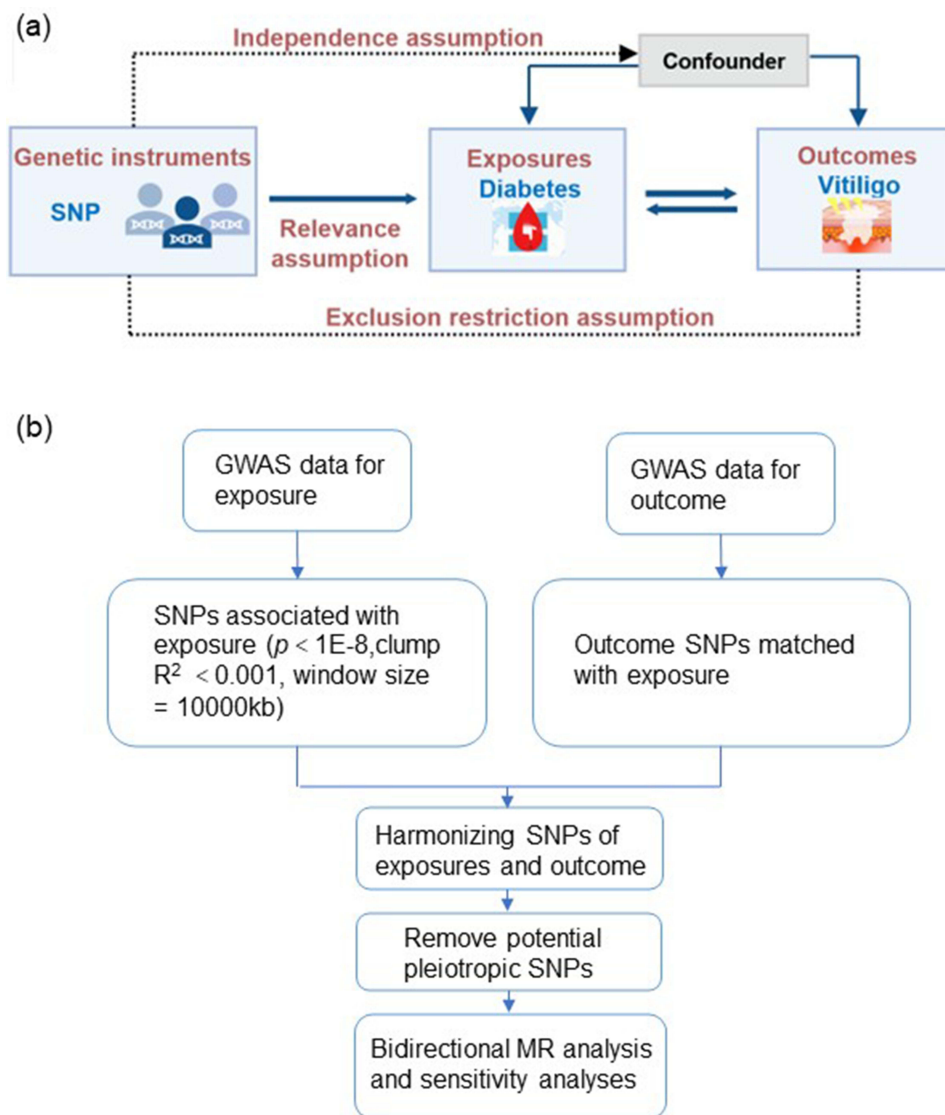 (a)
Independence assumption
Confounder
Genetic instruments
SNP
Relevance
assumption
Exposures
Diabetes
Outcomes
Vitiligo
Exclusion restriction assumption
(b)
GWAS data for
exposure
GWAS data for
outcome
SNPs associated with
exposure (p < 1E-8,clump
R² < 0.001, window size
= 10000kb)
Outcome SNPs matched
with exposure
Harmonizing SNPs of
exposures and outcome
Remove potential
pleiotropic SNPs
Bidirectional MR analysis
and sensitivity analyses